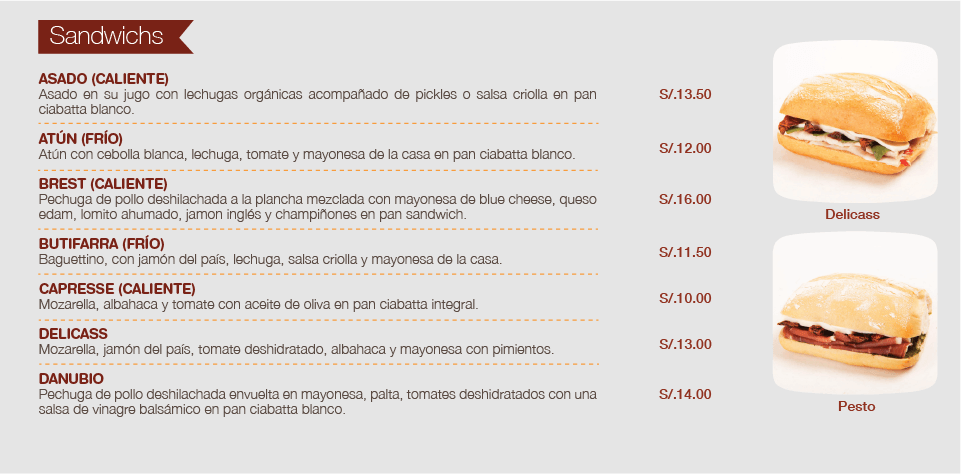 Sandwichs
ASADO (CALIENTE)
Asado en su jugo con lechugas orgánicas acompañado de pickles o salsa criolla en pan
ciabatta blanco.
S/.13.50
ATÚN (FRÍO)
Atún con cebolla blanca, lechuga, tomate y mayonesa de la casa en pan ciabatta blanco.
S/.12.00
BREST (CALIENTE)
Pechuga de pollo deshilachada a la plancha mezclada con mayonesa de blue cheese, queso
edam, lomito ahumado, jamon inglés y champiñones en pan sandwich.
S/.16.00
BUTIFARRA (FRÍO)
Baguettino, con jamón del país, lechuga, salsa criolla y mayonesa de la casa.
S/.11.50
CAPRESSE (CALIENTE)
Mozarella, albahaca y tomate con aceite de oliva en pan ciabatta integral.
S/.10.00
DELICASS
Mozarella, jamón del país, tomate deshidratado, albahaca y mayonesa con pimientos.
S/.13.00
DANUBIO
Pechuga de pollo deshilachada envuelta en mayonesa, palta, tomates deshidratados con una
salsa de vinagre balsámico en pan ciabatta blanco.
S/.14.00
Delicass
Pesto